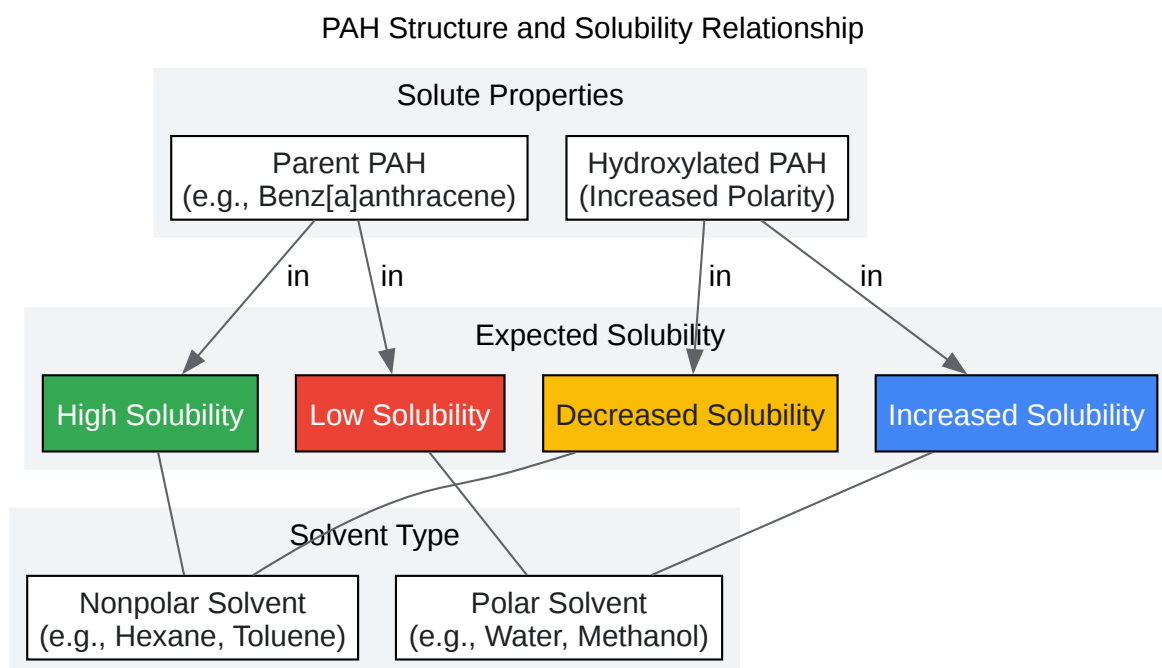 PAH Structure and Solubility Relationship
Solute Properties
Parent PAH
(e.g., Benz[a]anthracene)
Hydroxylated PAH
(Increased Polarity)
in
in
in
in
Expected Solubility
High Solubility
Low Solubility
Decreased Solubility
Increased Solubility
Solvent Type
Nonpolar Solvent
(e.g., Hexane, Toluene)
Polar Solvent
(e.g., Water, Methanol)